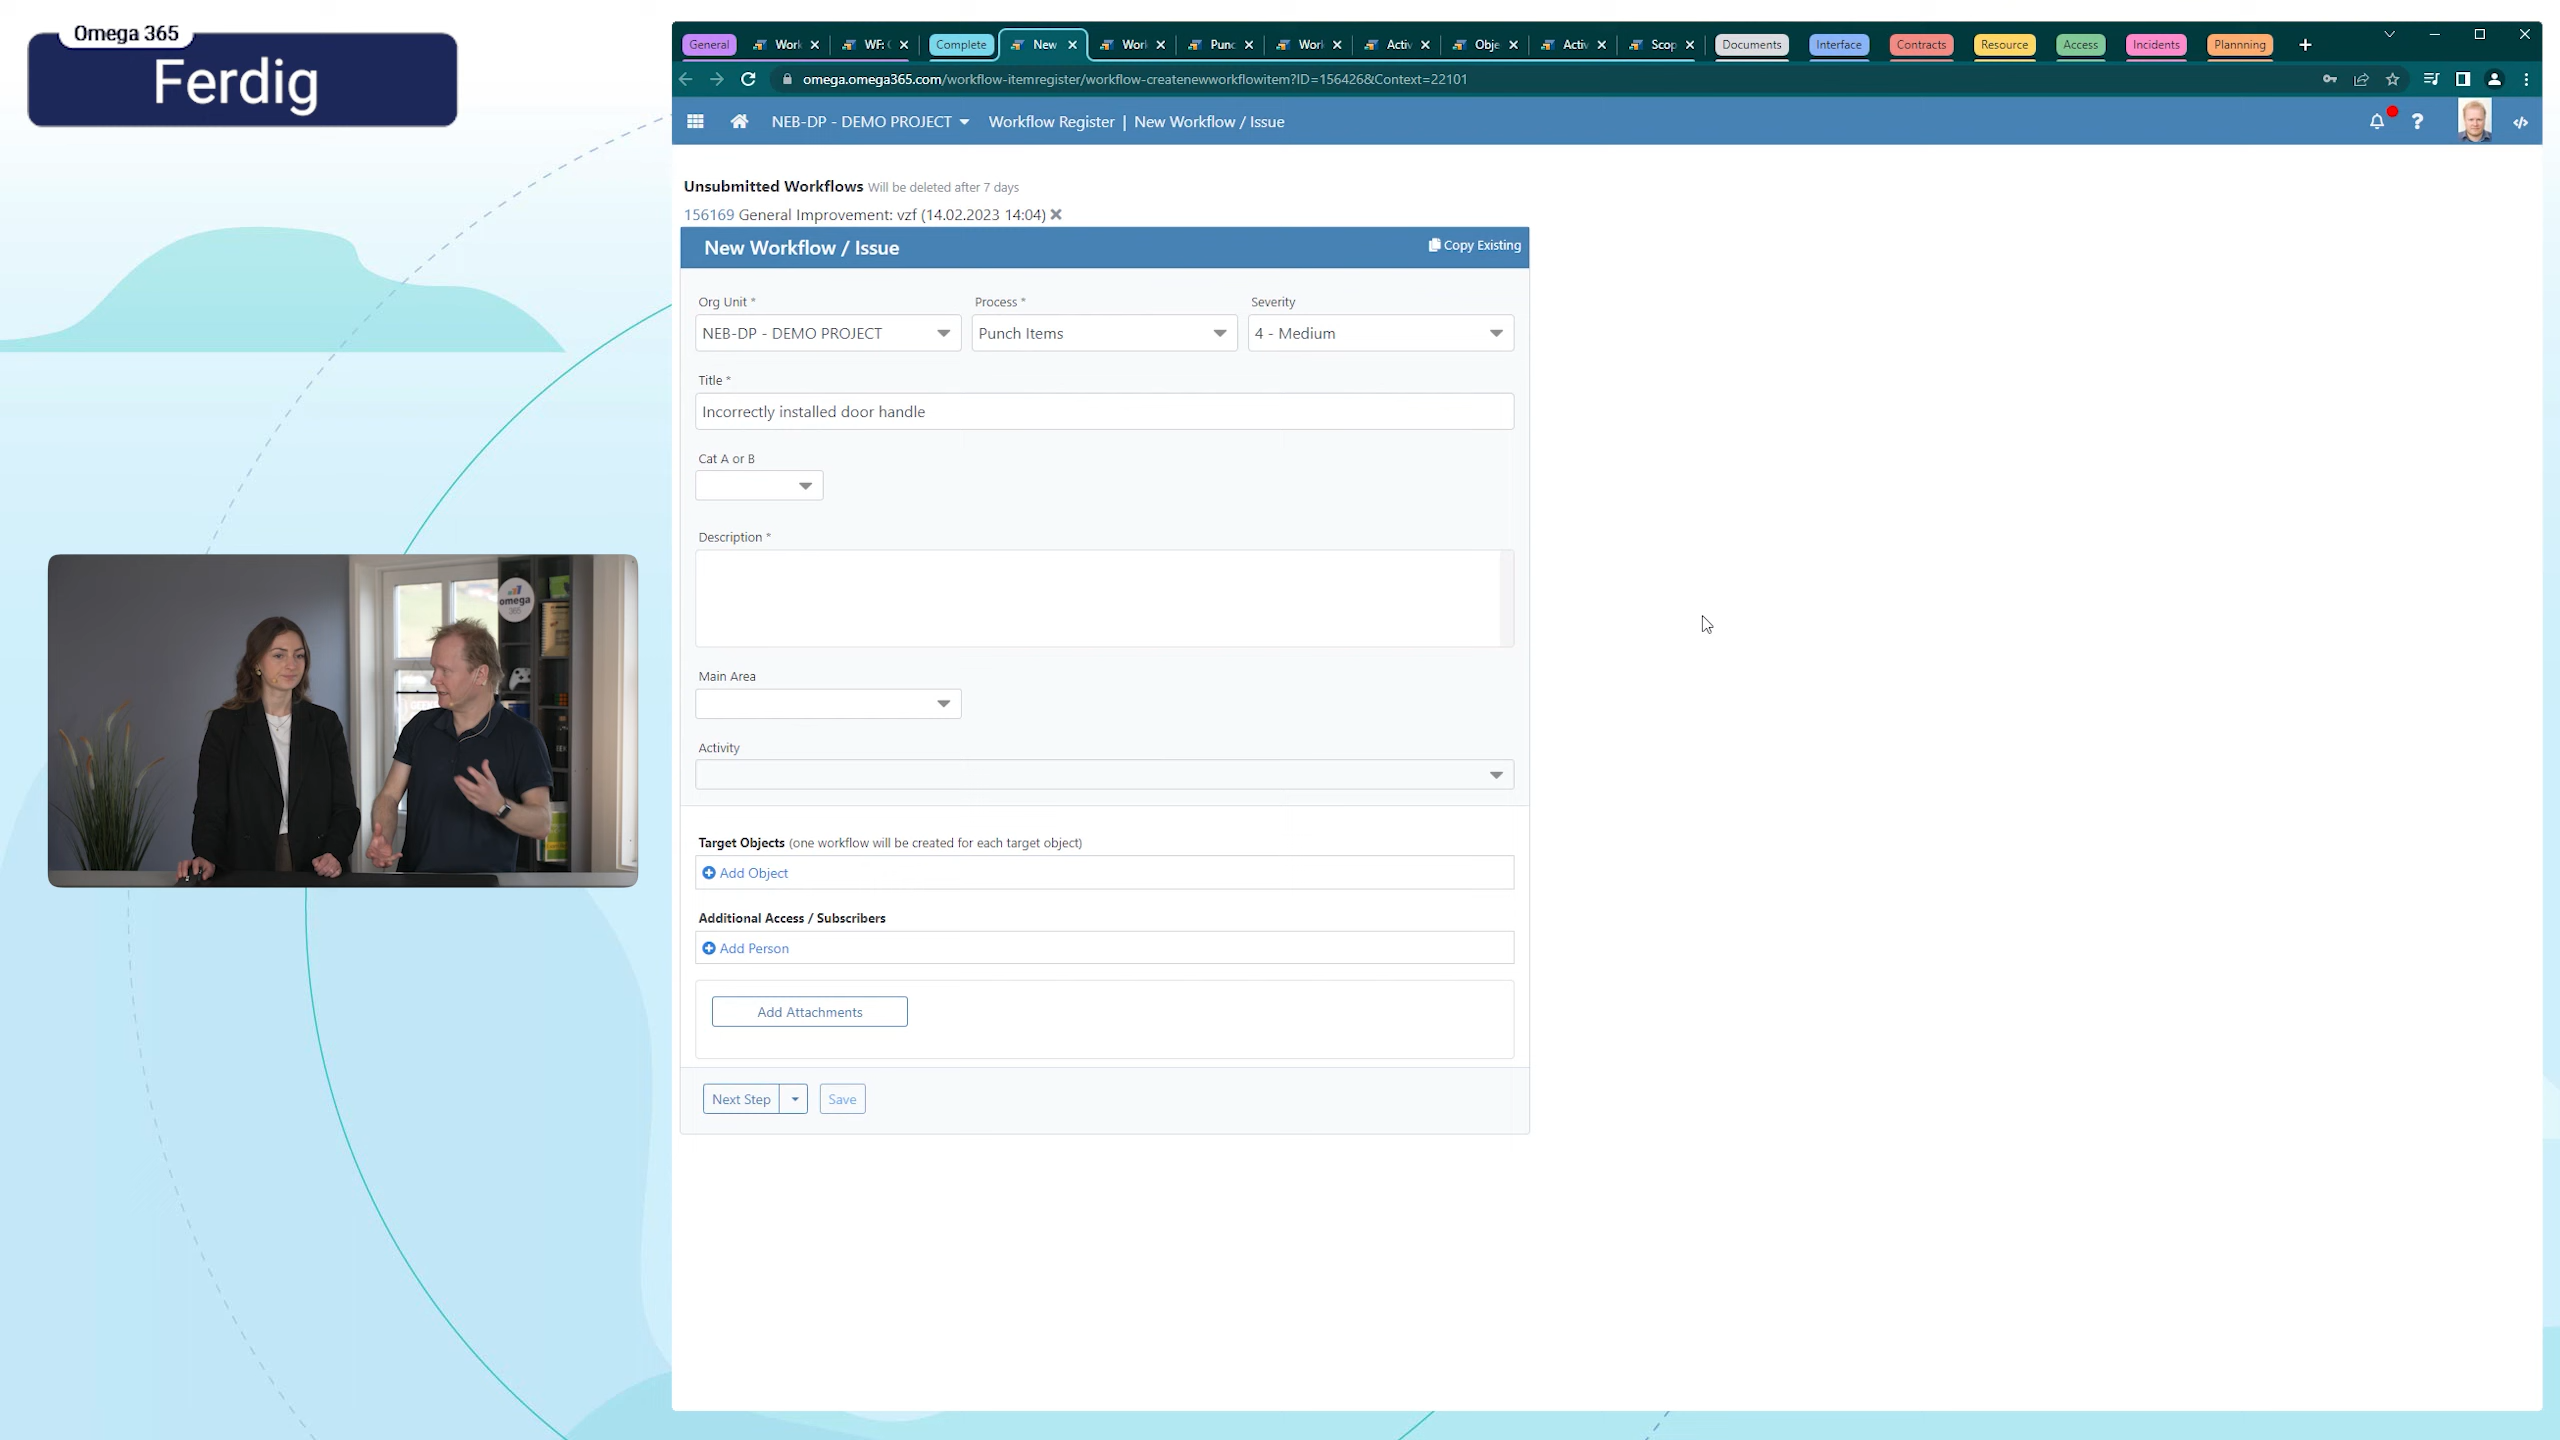 Omega 365
Ferdig
General
Work
WF: (
Complete
New
Work
Punc
Work
Activ
Obje
Activ
Scop
Documents
Interface
Contracts
Resource
Access
Incidents
Plannning
omega.omega365.com/workflow-itemregister/workflow-createnewworkflowitem?ID=156426&Context=22101
NEB-DP - DEMO PROJECT
Workflow Register | New Workflow / Issue
Unsubmitted Workflows Will be deleted after 7 days
156169 General Improvement: vzf (14.02.2023 14:04)
New Workflow / Issue
Copy Existing
Org Unit *
Process *
Severity
NEB-DP - DEMO PROJECT
Punch Items
4 - Medium
Title *
Incorrectly installed door handle
Cat A or B
Description *
Main Area
Activity
Target Objects (one workflow will be created for each target object)
Add Object
Additional Access / Subscribers
Add Person
Add Attachments
Next Step
Save
omega
365